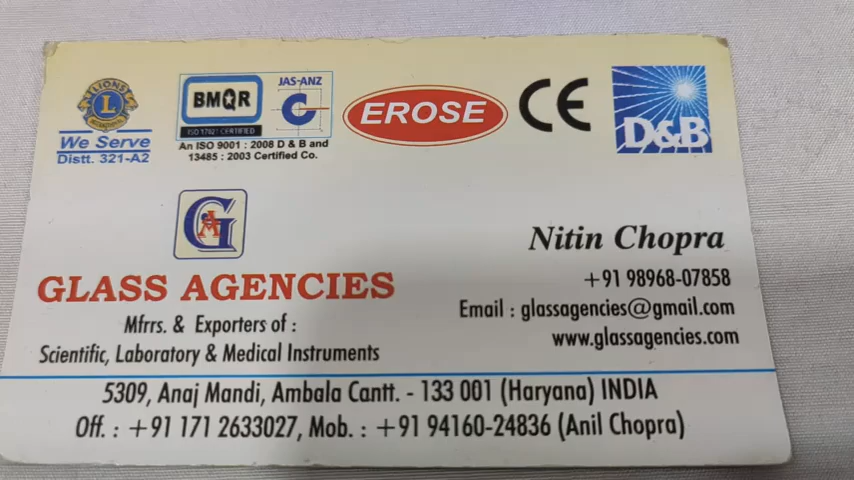 LIONS
L
INTERNATIONAL
We Serve
Distt. 321-A2
BMQR
CERTIFIED
JAS-ANZ
An ISO 9001 : 2008 D & B and
13485 : 2003 Certified Co.
EROSE
CE
D&B
GAA
GLASS AGENCIES
Mfrrs. & Exporters of :
Scientific, Laboratory & Medical Instruments
Nitin Chopra
+91 98968-07858
Email : glassagencies@gmail.com
www.glassagencies.com
5309, Anaj Mandi, Ambala Cantt. - 133 001 (Haryana) INDIA
Off. : +91 171 2633027, Mob. : +91 94160-24836 (Anil Chopra)